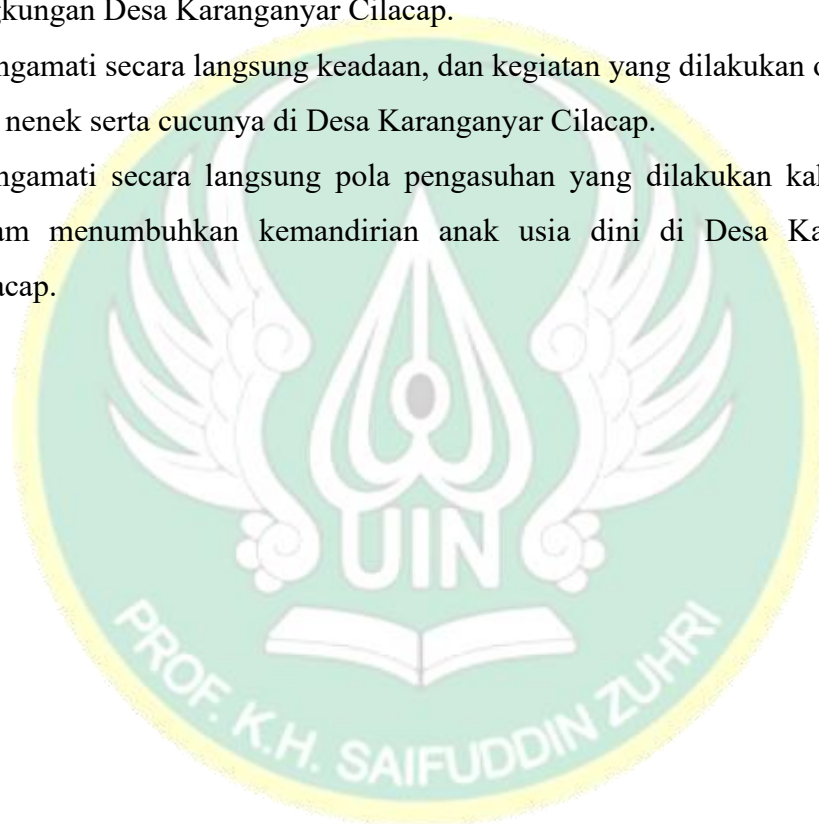 gkungan Desa Karanganyar Cilacap.
ngamati secara langsung keadaan, dan kegiatan yang dilakukan
nenek serta cucunya di Desa Karanganyar Cilacap.
ngamati secara langsung pola pengasuhan yang dilakukan
am menumbuhkan kemandirian anak usia dini di Desa Ka
acap.
UIN
PROF. K.H. SAIFUDDIN ZUHRI